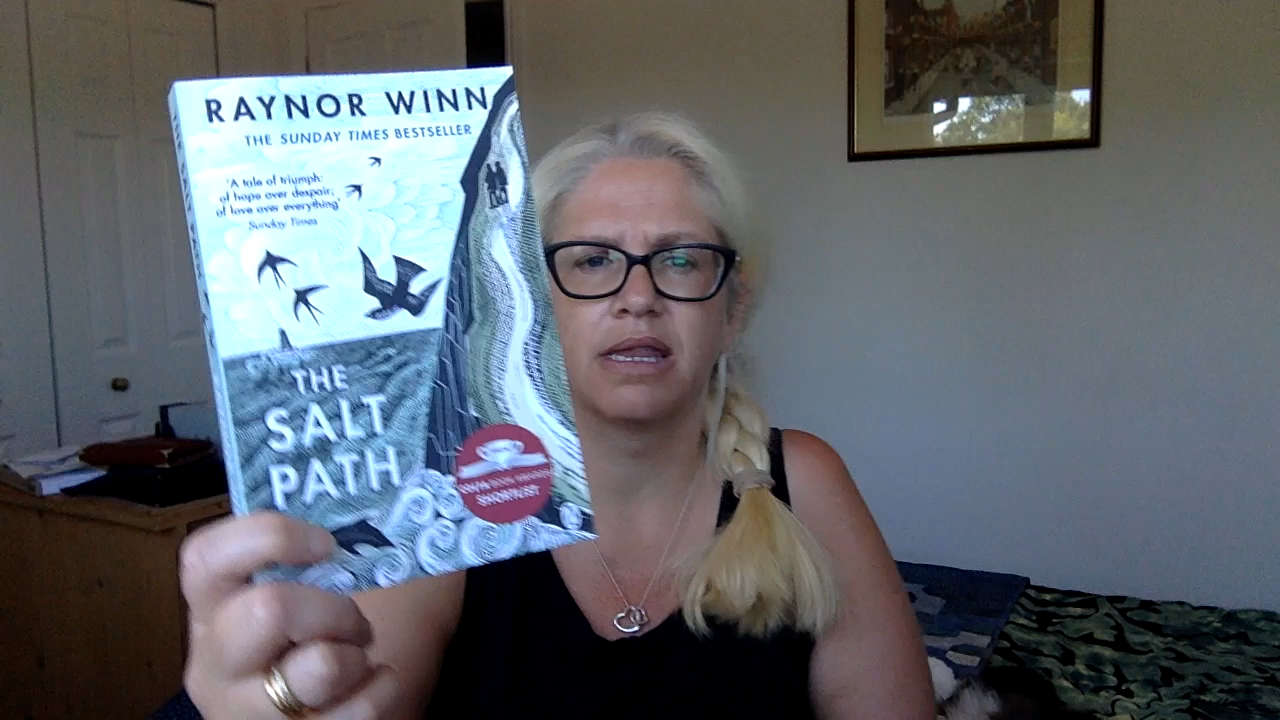 RAYNOR WINN
THE SUNDAY TIMES BESTSELLER
'A tale of triumph:
of hope over despair;
of love over everything'
Sunday Times
THE
SALT
PATH
SHORTLIST